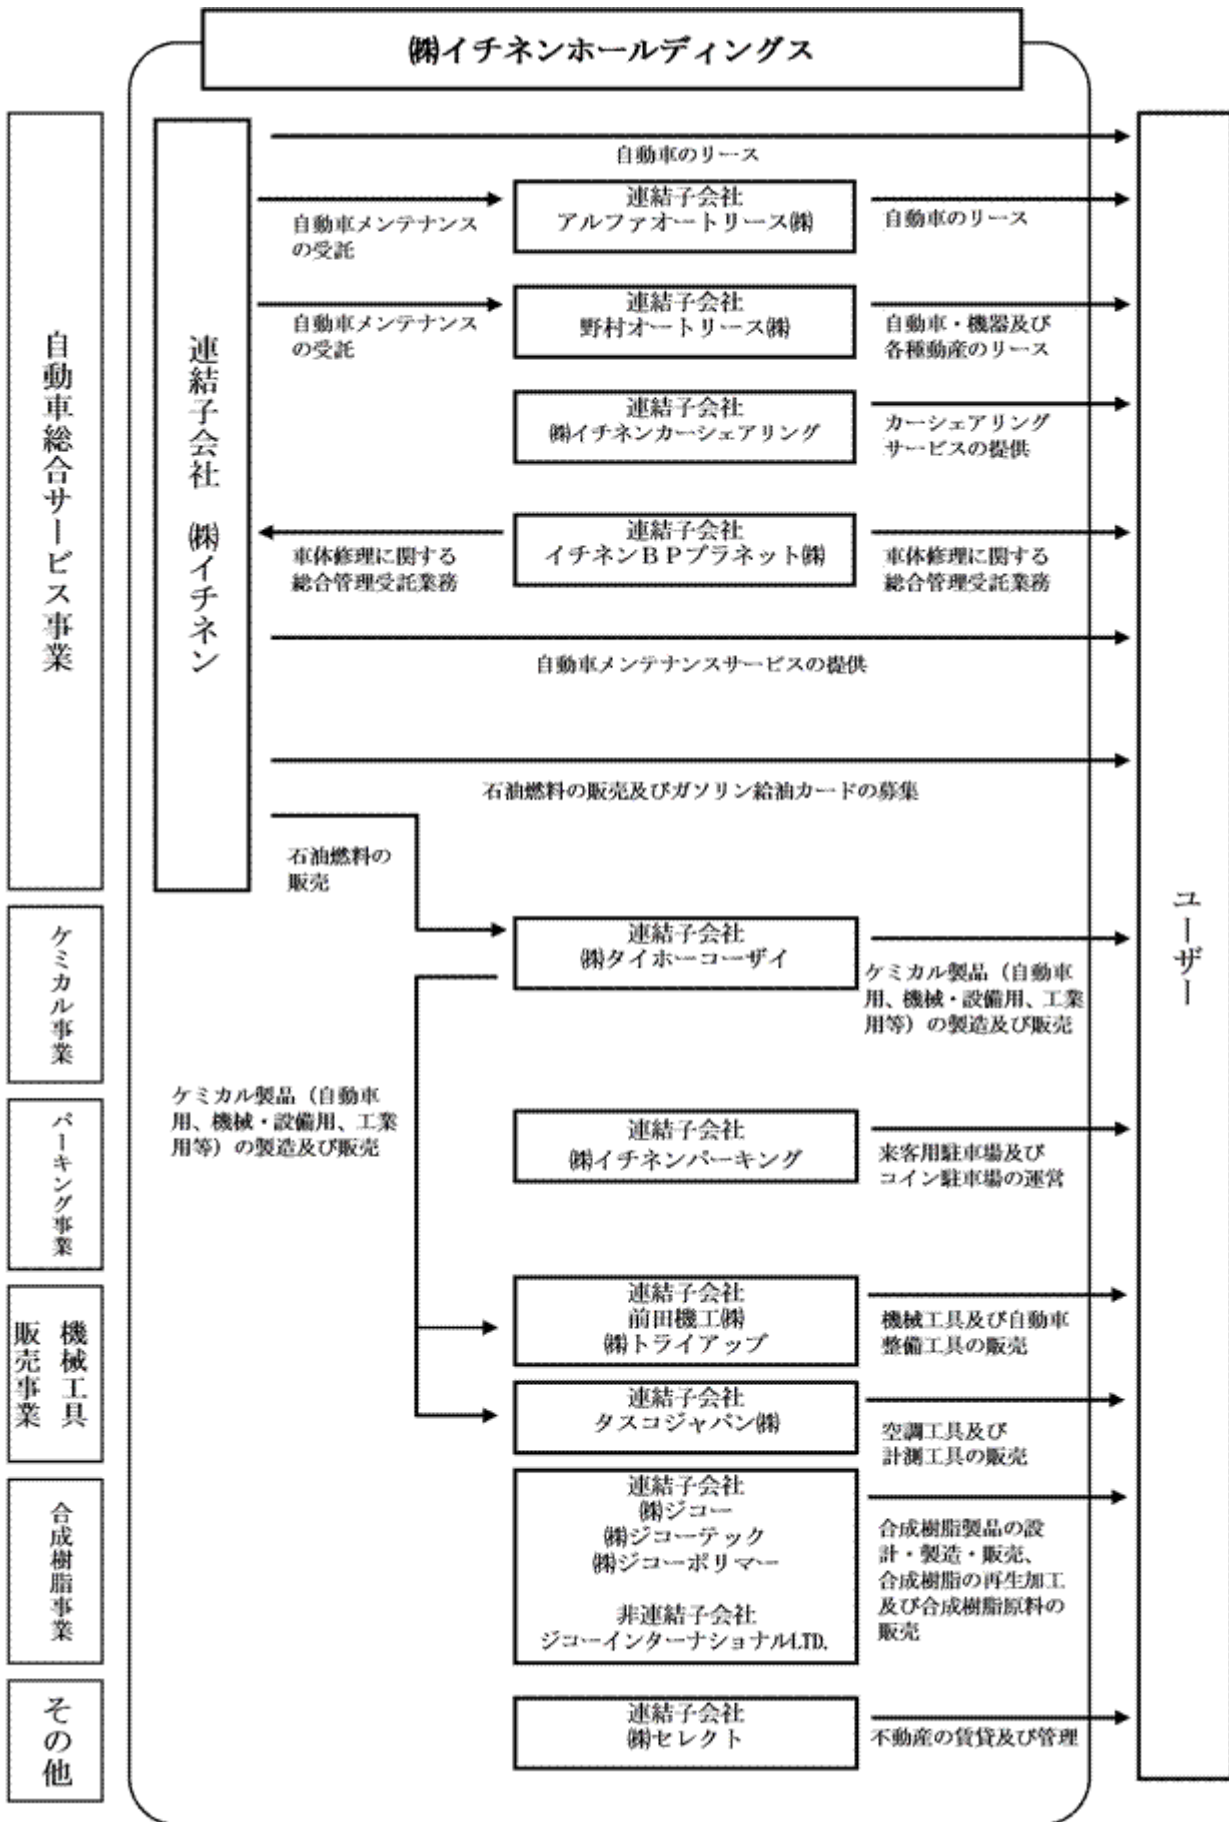 ㈱イチネンホールディングス
自動車総合サービス事業
連結子会社 ㈱イチネン
自動車のリース
自動車メンテナンス
の受託
連結子会社
アルファオートリース㈱
自動車のリース
自動車メンテナンス
の受託
連結子会社
野村オートリース㈱
自動車・機器及び
各種動産のリース
連結子会社
㈱イチネンカーシェアリング
カーシェアリング
サービスの提供
車体修理に関する
総合管理受託業務
連結子会社
イチネンＢＰプラネット㈱
車体修理に関する
総合管理受託業務
自動車メンテナンスサービスの提供
石油燃料の販売及びガソリン給油カードの募集
石油燃料の
販売
ユーザー
ケミカル事業
連結子会社
㈱タイホーコーザイ
ケミカル製品（自動車
用、機械・設備用、工業
用等）の製造及び販売
ケミカル製品（自動車
用、機械・設備用、工業
用等）の製造及び販売
パーキング事業
連結子会社
㈱イチネンパーキング
来客用駐車場及び
コイン駐車場の運営
機械工具
販売事業
連結子会社
前田機工㈱
㈱トライアップ
機械工具及び自動車
整備工具の販売
連結子会社
タスコジャパン㈱
空調工具及び
計測工具の販売
合成樹脂事業
連結子会社
㈱ジコー
㈱ジコーテック
㈱ジコーポリマー
非連結子会社
ジコーインターナショナルLTD.
合成樹脂製品の設
計・製造・販売、
合成樹脂の再生加工
及び合成樹脂原料の
販売
その他
連結子会社
㈱セレクト
不動産の賃貸及び管理